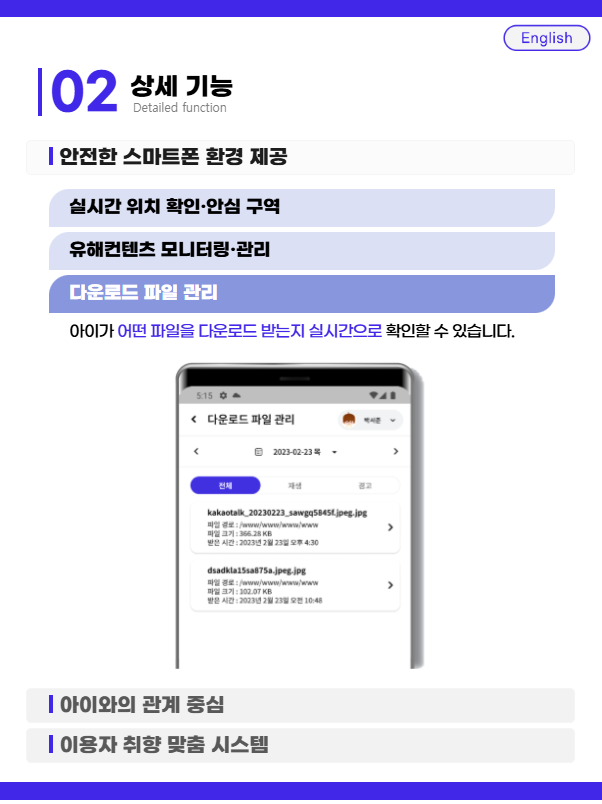 English
02 상세 기능
Detailed function
안전한 스마트폰 환경 제공
실시간 위치 확인·안심 구역
유해컨텐츠 모니터링·관리
다운로드 파일 관리
아이가 어떤 파일을 다운로드 받는지 실시간으로 확인할 수 있습니다.
5:15
다운로드 파일 관리
박서준
2023-02-23 목
전체 재생 경고
kakaotalk_20230223_sawgq5845f.jpeg.jpg
파일 경로 : /www/www/www/www
파일 크기 : 366.28 KB
받은 시간 : 2023년 2월 23일 오후 4:30
dsadkla15sa875a.jpeg.jpg
파일 경로 : /www/www/www/www
파일 크기 : 102.07 KB
받은 시간 : 2023년 2월 23일 오전 10:48
아이와의 관계 중심
이용자 취향 맞춤 시스템